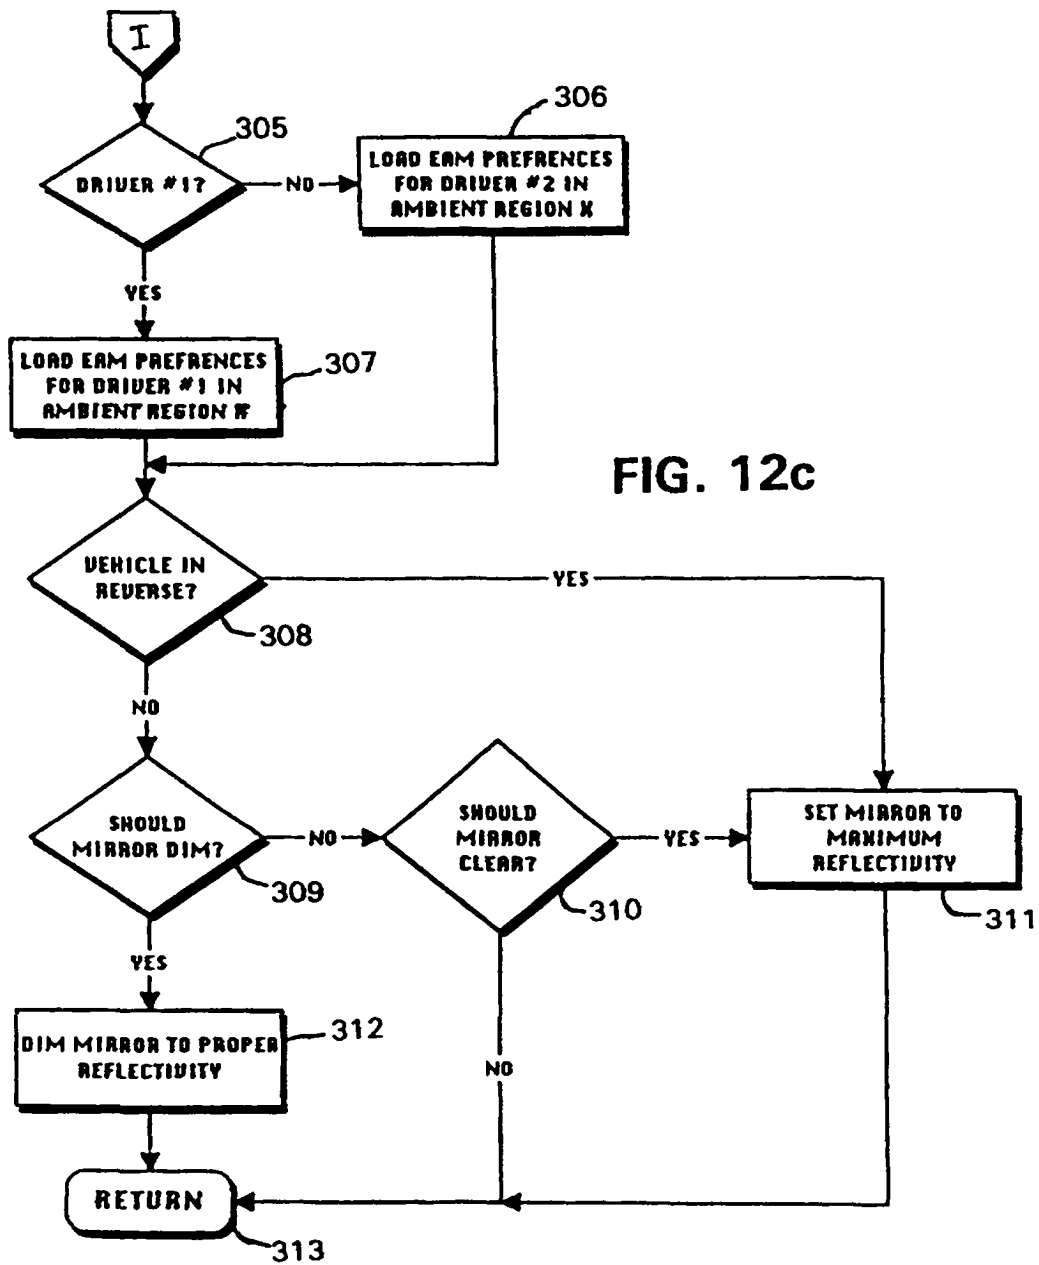 I
305
306
DRIVER #1?
NO
LOAD EAM PREFRENCES
FOR DRIVER #2 IN
AMBIENT REGION X
YES
LOAD EAM PREFRENCES
FOR DRIVER #1 IN
AMBIENT REGION
307
FIG. 12c
VEHICLE IN
REVERSE?
YES
308
NO
SHOULD
MIRROR DIM?
NO
309
SHOULD
MIRROR
CLEAR?
YES
310
SET MIRROR TO
MAXIMUM
REFLECTIVITY
311
YES
DIM MIRROR TO PROPER
REFLECTIVITY
312
NO
RETURN
313